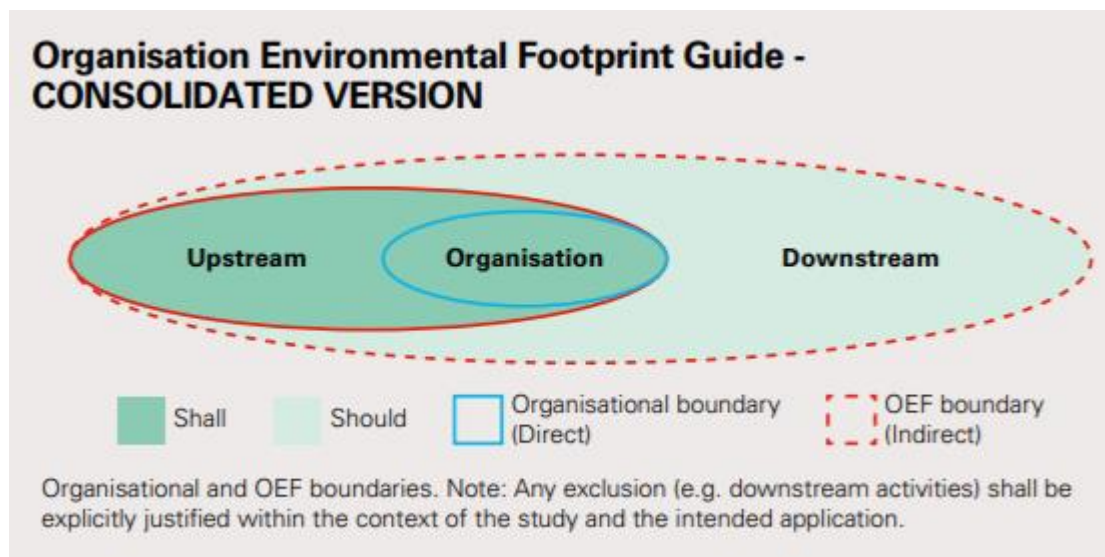 Organisation Environmental Footprint Guide -
CONSOLIDATED VERSION
Upstream
Organisation
Downstream
Shall
Should
Organisational boundary
(Direct)
OEF boundary
(Indirect)
Organisational and OEF boundaries. Note: Any exclusion (e.g. downstream activities) shall be
explicitly justified within the context of the study and the intended application.